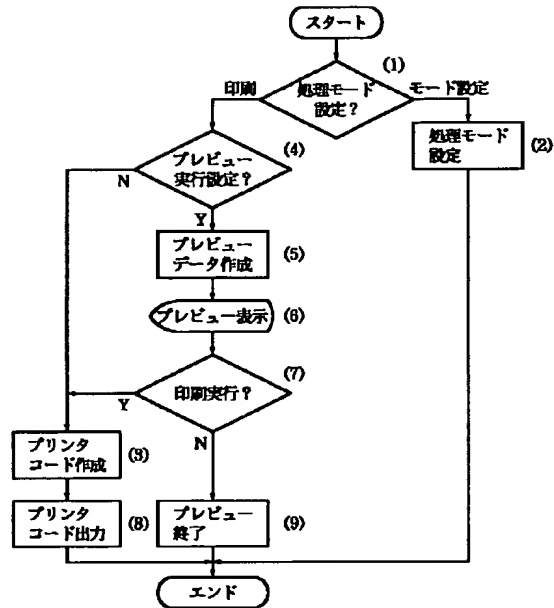 スタート
(1)
印刷
処理モード
設定?
モード設定
処理モード
設定
(2)
(4)
プレビュー
実行設定?
N
Y
プレビュー
データ作成
(5)
プレビュー表示
(6)
(7)
印刷実行?
Y
N
プリンタ
コード作成
(3)
プリンタ
コード出力
(8)
プレビュー
終了
(9)
エンド